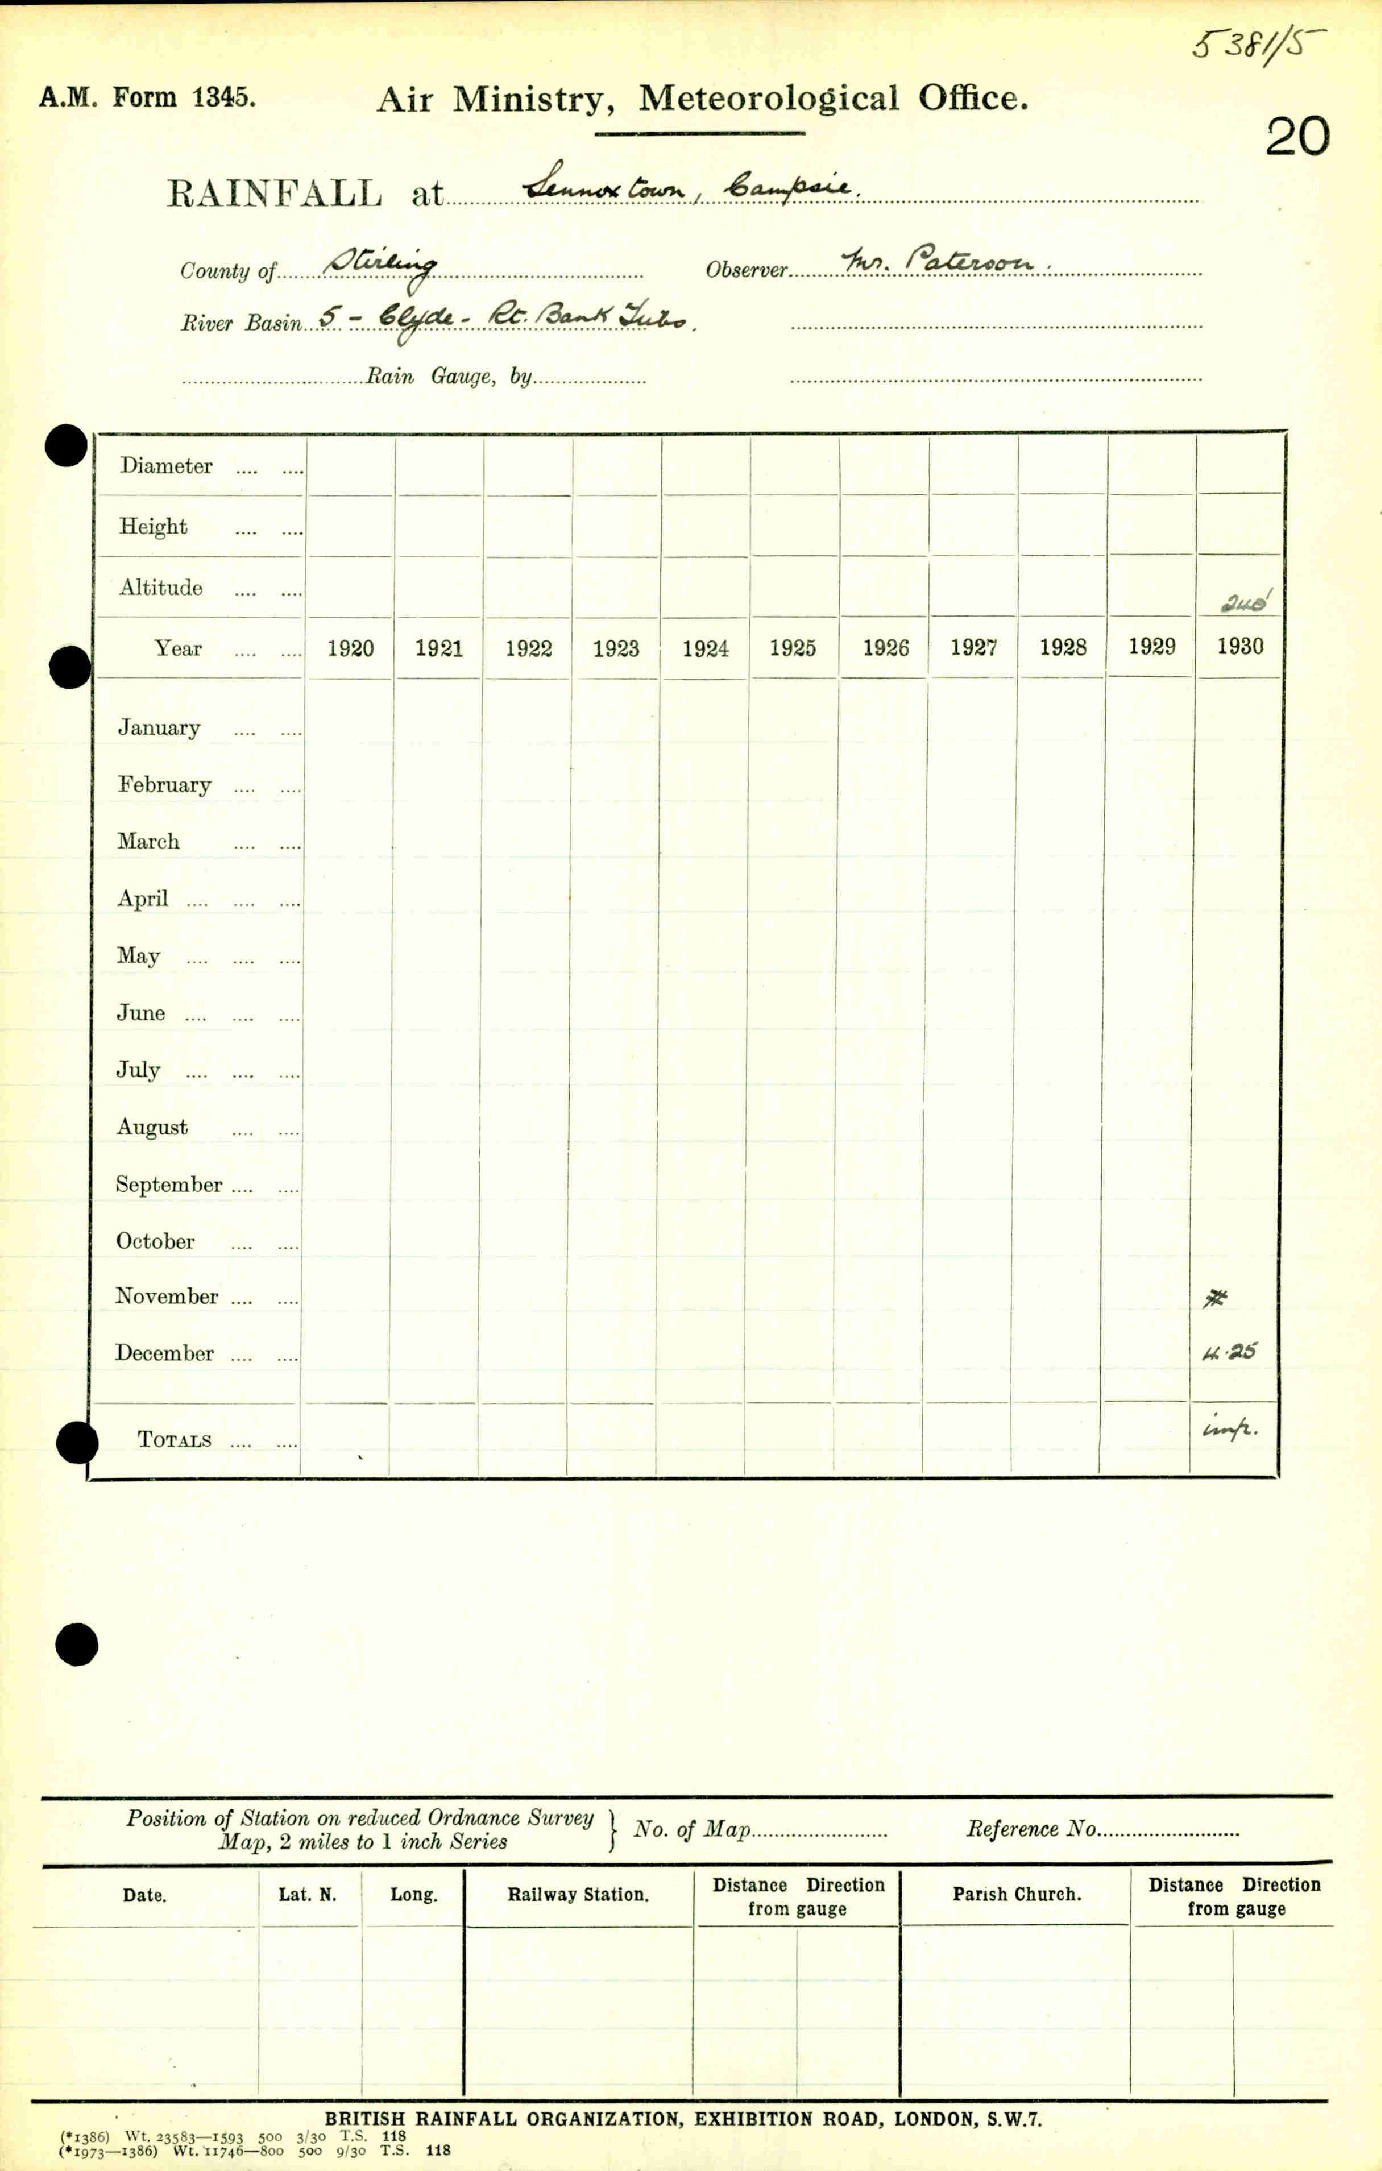 5381/5
A.M. Form 1345. Air Ministry, Meteorological Office.
20
RAINFALL at Lennoxtown, Campsie.
County of Stirling Observer Mr. Paterson.
River Basin 5 - Clyde - Rt. Bank Tribs.
Rain Gauge, by
Diameter
Height
Altitude 240'
Year 1920 1921 1922 1923 1924 1925 1926 1927 1928 1929 1930
January
February
March
April
May
June
July
August
September
October
November #
December 4.25
TOTALS imp.
Position of Station on reduced Ordnance Survey } No. of Map Reference No.
Map, 2 miles to 1 inch Series
Date. Lat. N. Long. Railway Station. Distance Direction from gauge Parish Church. Distance Direction from gauge
BRITISH RAINFALL ORGANIZATION, EXHIBITION ROAD, LONDON, S.W.7.
(*1386) Wt. 23583—1593 500 3/30 T.S. 118
(*1973—1386) Wt. 11746—800 500 9/30 T.S. 118